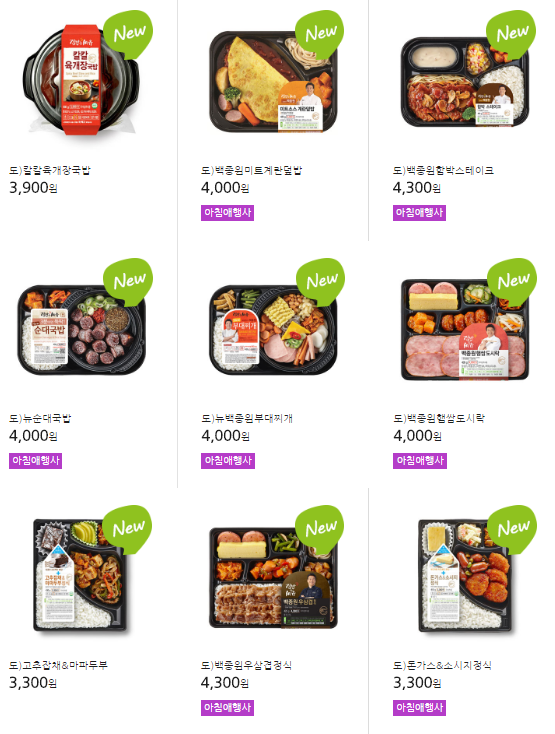 New
New
New
칼칼
육개장국밥
미트소스계란덮밥
함박 스테이크
도)칼칼육개장국밥
도)백종원미트계란덮밥
도)백종원함박스테이크
3,900원
4,000원
4,300원
아침애행사
아침애행사
New
New
New
순대국밥
부대찌개
백종원햄쌈도시락
도)뉴순대국밥
도)뉴백종원부대찌개
도)백종원햄쌈도시락
4,000원
4,000원
4,000원
아침애행사
아침애행사
아침애행사
New
New
New
고추잡채&
마파두부정식
백종원우삼겹정식
돈가스&소시지
정식
도)고추잡채&마파두부
도)백종원우삼겹정식
도)돈가스&소시지정식
3,300원
4,300원
3,300원
아침애행사
아침애행사